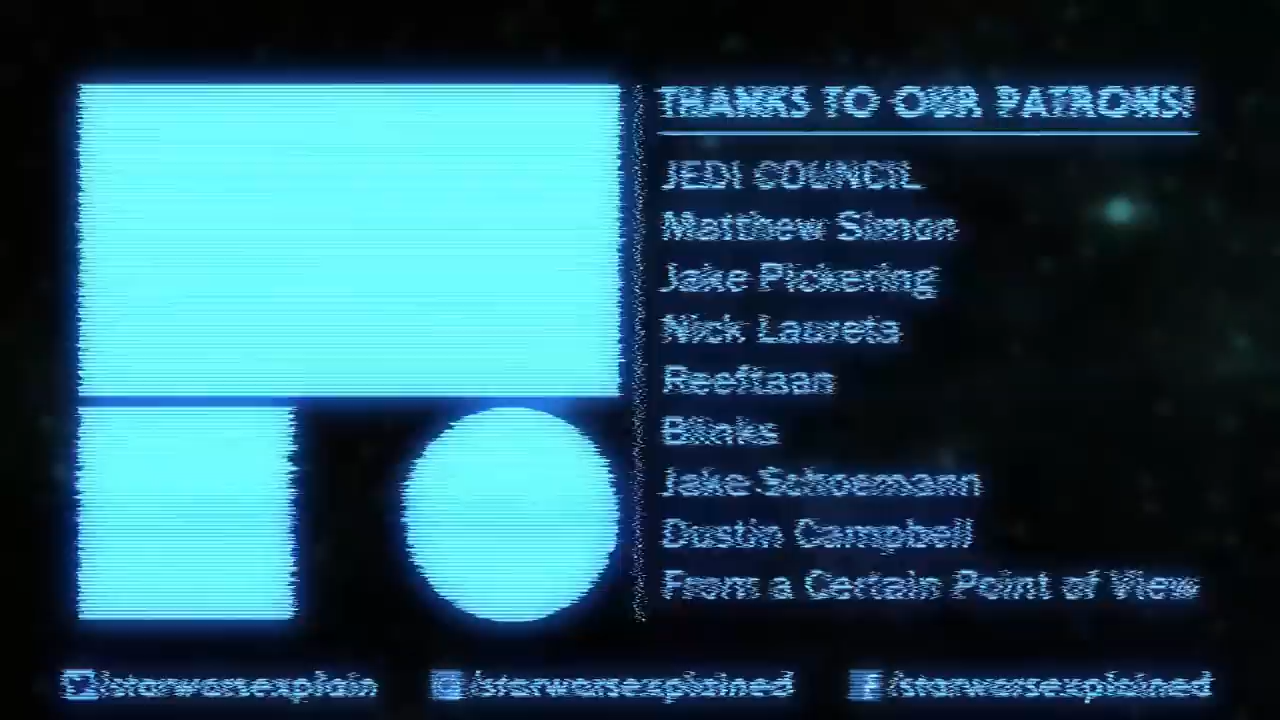 THANKS TO OUR PATRONS!
JEDI COUNCIL
Matthew Simon
Jake Pickering
Nick Laureta
Reeftaan
Blinks
Jake Schoemann
Dustin Campbell
From a Certain Point of View
/starwarsexplain /starwarsexplained /starwarsexplained